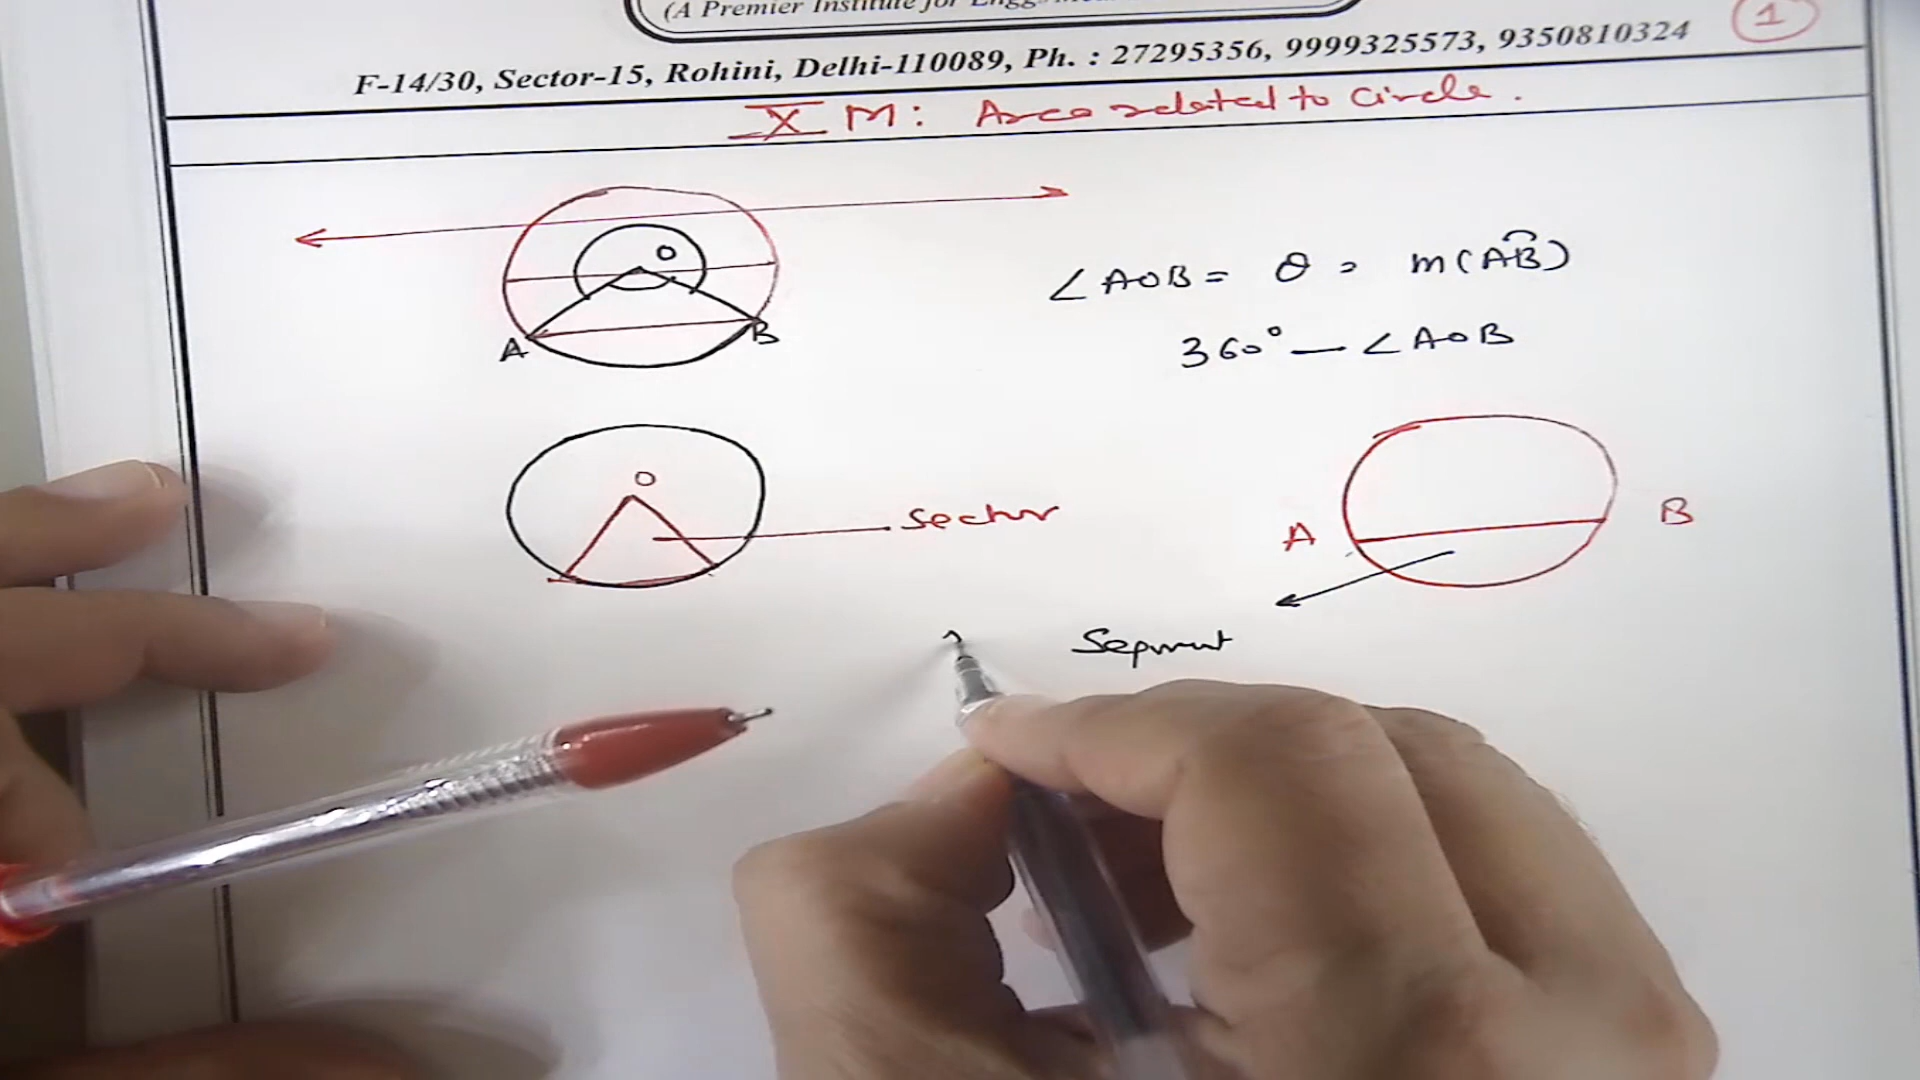 (A Premier Institute for Engg.
F-14/30, Sector-15, Rohini, Delhi-110089, Ph. : 27295356, 9999325573, 9350810324
1
X M: Area related to Circle.
O
A
B
∠AOB = θ = m(A͡B)
360° — ∠AOB
O
Sector
A
B
Segment